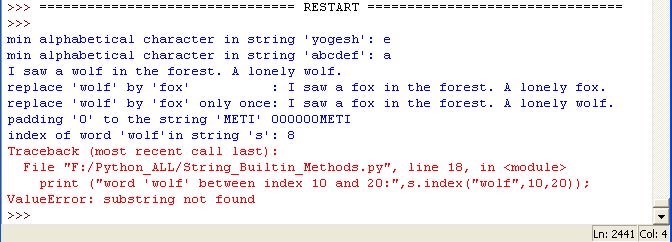 >>> ================================ RESTART ================================
>>>
min alphabetical character in string 'yogesh': e
min alphabetical character in string 'abcdef': a
I saw a wolf in the forest. A lonely wolf.
replace 'wolf' by 'fox'          : I saw a fox in the forest. A lonely fox.
replace 'wolf' by 'fox' only once: I saw a fox in the forest. A lonely wolf.
padding '0' to the string 'METI' 000000METI
index of word 'wolf'in string 's': 8
Traceback (most recent call last):
  File "F:/Python_ALL/String_Builtin_Methods.py", line 18, in <module>
    print ("word 'wolf' between index 10 and 20:",s.index("wolf",10,20));
ValueError: substring not found
>>>
Ln: 2441 Col: 4